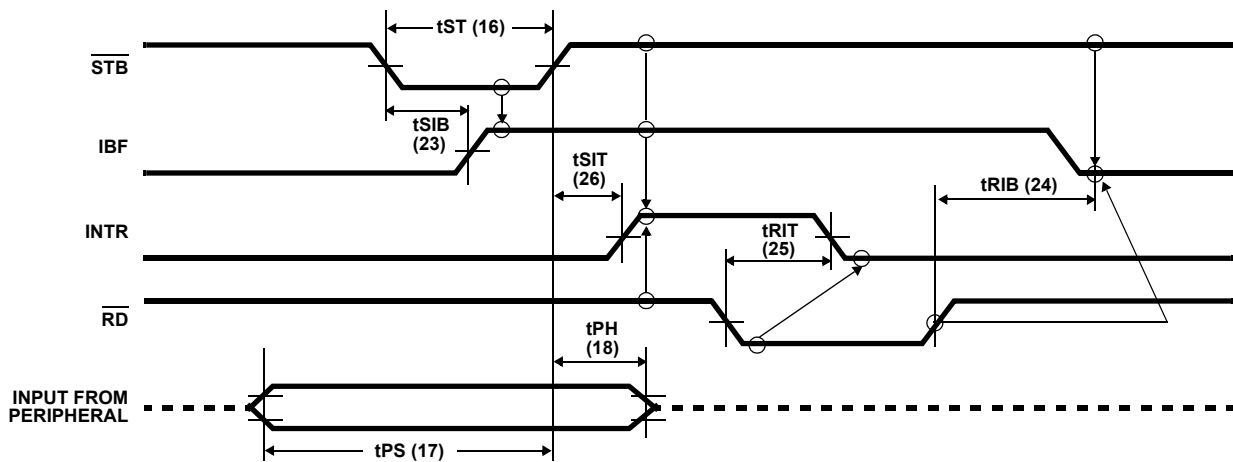 tST (16)
STB
tSIB
(23)
IBF
tSIT
(26)
tRIB (24)
INTR
tRIT
(25)
RD
tPH
(18)
INPUT FROM
PERIPHERAL
tPS (17)